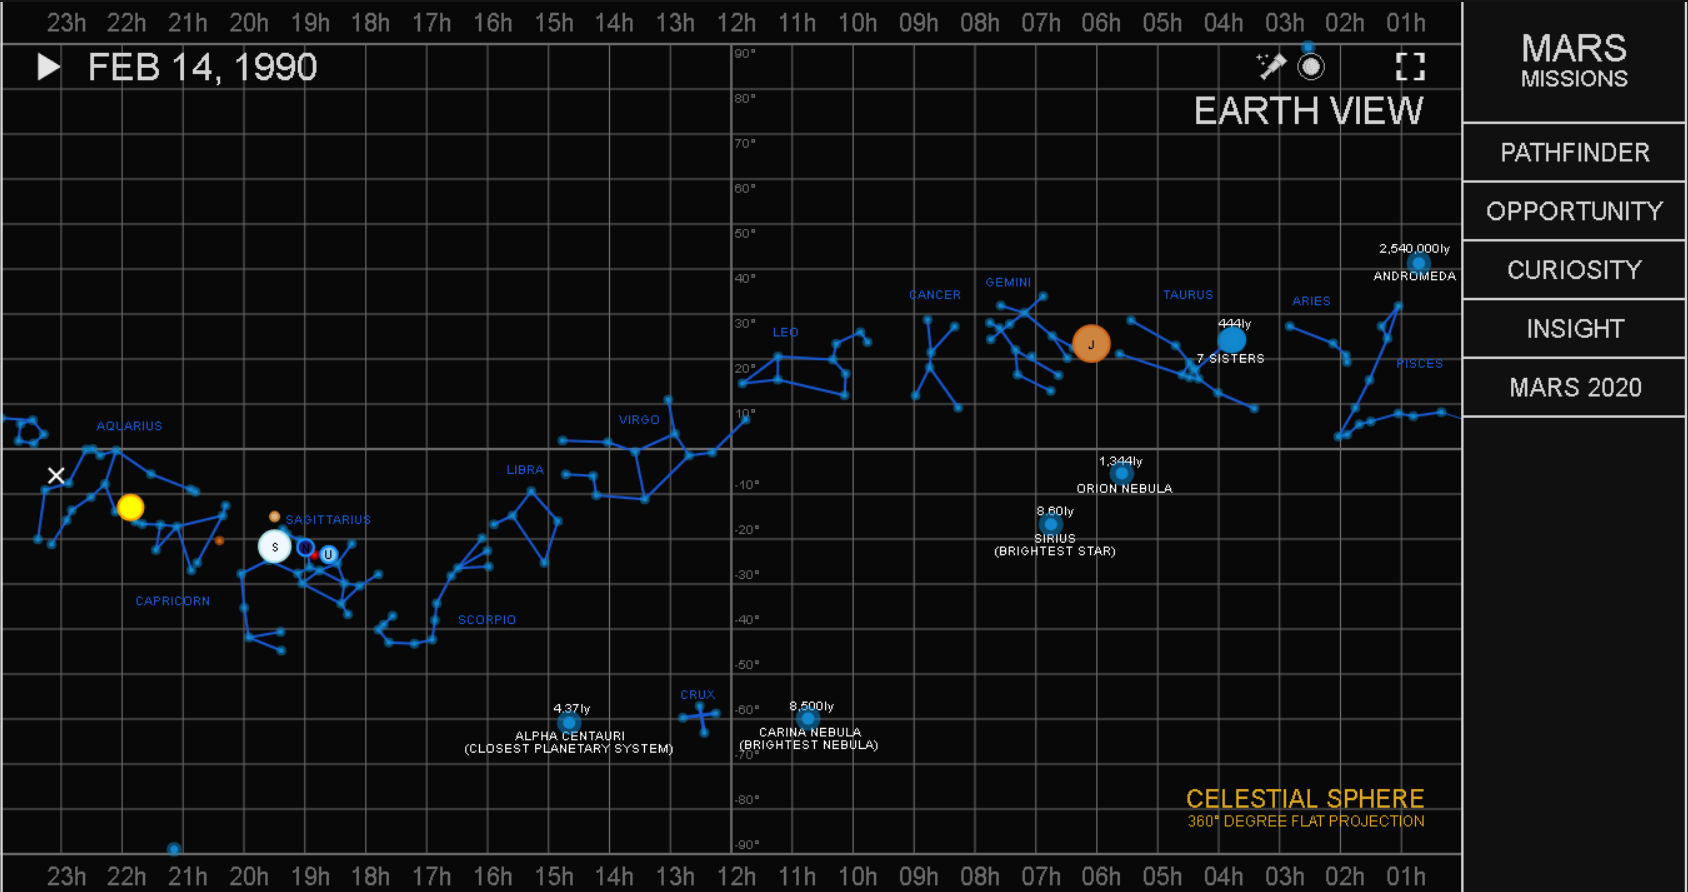 23h 22h 21h 20h 19h 18h 17h 16h 15h 14h 13h 12h 11h 10h 09h 08h 07h 06h 05h 04h 03h 02h 01h
FEB 14, 1990
EARTH VIEW
90°
80°
70°
60°
50°
40°
30°
20°
10°
-10°
-20°
-30°
-40°
-50°
-60°
-70°
-80°
-90°
2,540,000ly
ANDROMEDA
GEMINI
CANCER
TAURUS
ARIES
444ly
7 SISTERS
LEO
J
PISCES
VIRGO
AQUARIUS
LIBRA
1,344ly
ORION NEBULA
8.60ly
SIRIUS
(BRIGHTEST STAR)
SAGITTARIUS
S
U
CAPRICORN
SCORPIO
CRUX
4.37ly
ALPHA CENTAURI
(CLOSEST PLANETARY SYSTEM)
8,500ly
CARINA NEBULA
(BRIGHTEST NEBULA)
CELESTIAL SPHERE
360° DEGREE FLAT PROJECTION
23h 22h 21h 20h 19h 18h 17h 16h 15h 14h 13h 12h 11h 10h 09h 08h 07h 06h 05h 04h 03h 02h 01h
MARS
MISSIONS
PATHFINDER
OPPORTUNITY
CURIOSITY
INSIGHT
MARS 2020